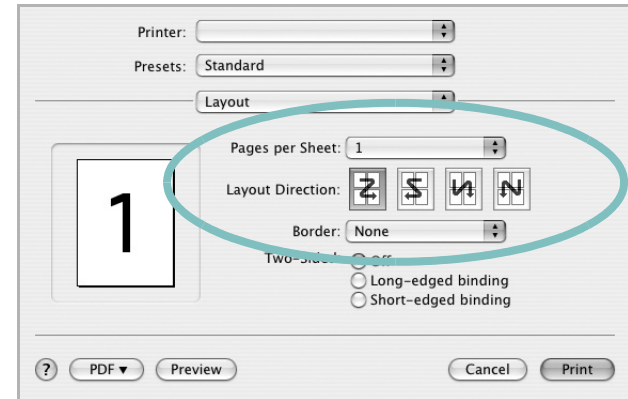 Printer:
Presets: Standard
Layout
Pages per Sheet: 1
Layout Direction:
Border: None
Off
Long-edged binding
1
Short-edged binding
? PDF Preview Cancel Print